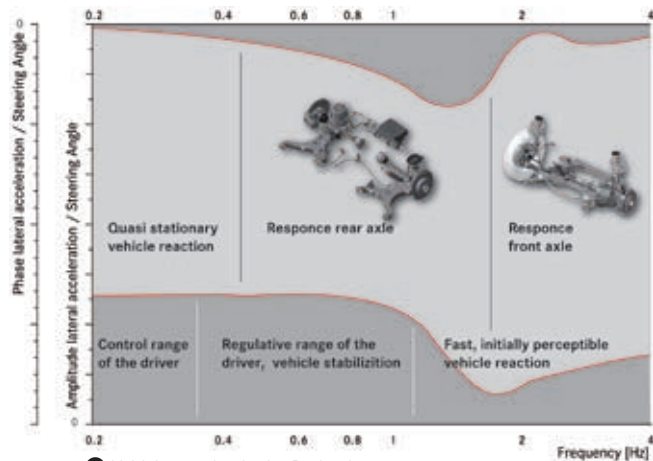 0 0.2 0.4 0.6 0.8 1 2 4
Phase lateral acceleration / Steering Angle
Amplitude lateral acceleration / Steering Angle
Quasi stationary
vehicle reaction
Responce rear axle
Responce
front axle
Control range
of the driver
Regulative range of the
driver, vehicle stabilizition
Fast, initially perceptible
vehicle reaction
0
0.2 0.4 0.6 0.8 1 2 4
Frequency [Hz]